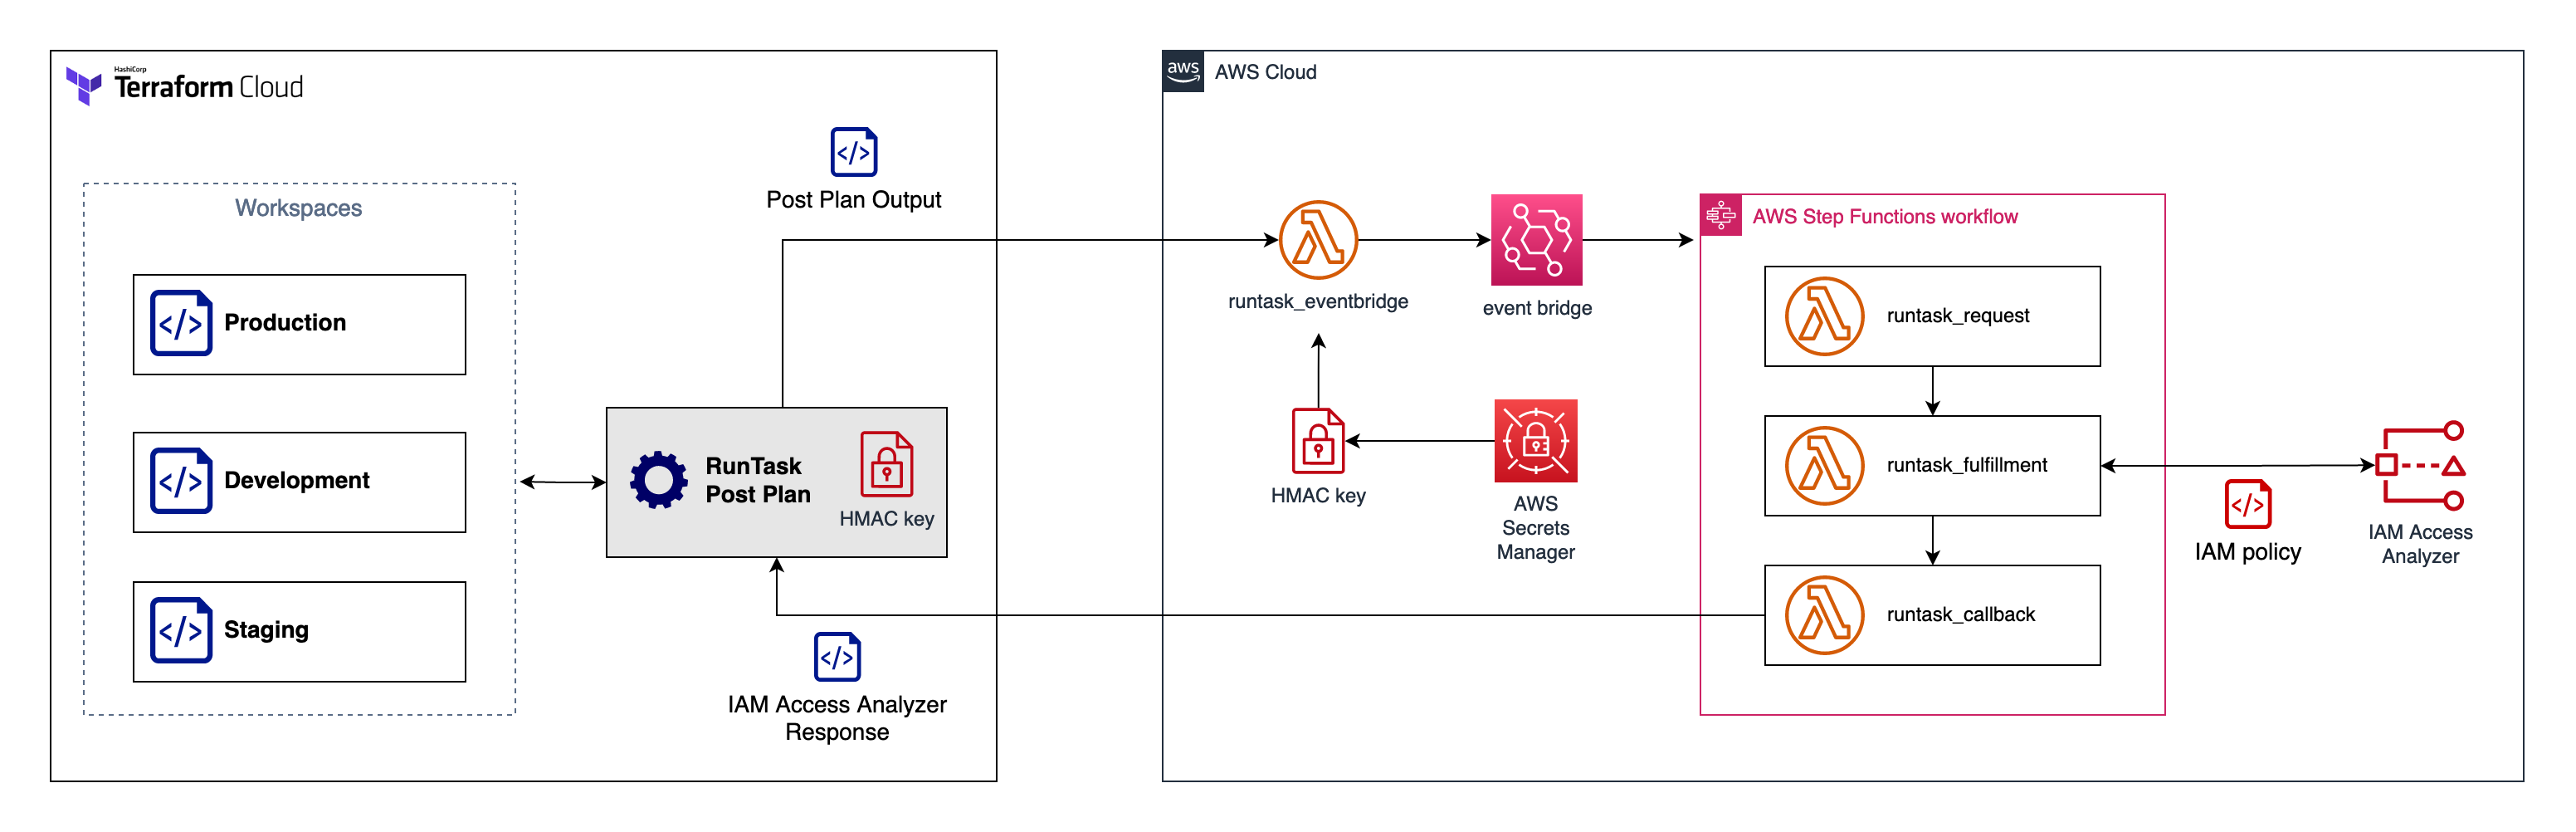 HashiCorp
Terraform Cloud
Workspaces
Production
Development
Staging
Post Plan Output
RunTask
Post Plan
HMAC key
IAM Access Analyzer
Response
aws
AWS Cloud
runtask_eventbridge
event bridge
HMAC key
AWS
Secrets
Manager
AWS Step Functions workflow
runtask_request
runtask_fulfillment
runtask_callback
IAM policy
IAM Access
Analyzer